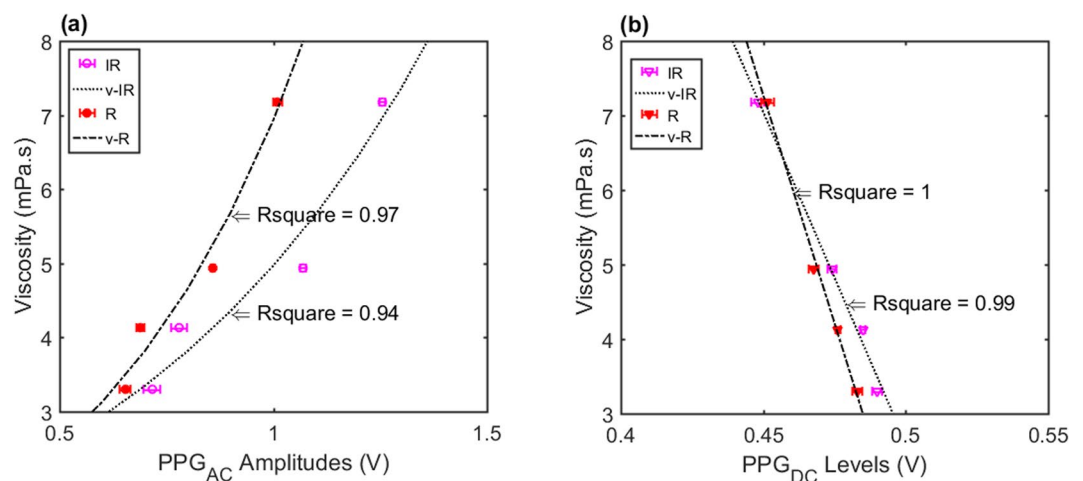 (a)
8
7
6
5
4
3
Viscosity (mPa.s)
IR
v-IR
R
v-R
⇐ Rsquare = 0.97
⇐ Rsquare = 0.94
0.5
1
1.5
PPG_AC Amplitudes (V)
(b)
8
7
6
5
4
3
Viscosity (mPa.s)
IR
v-IR
R
v-R
⇐ Rsquare = 1
⇐ Rsquare = 0.99
0.4
0.45
0.5
0.55
PPG_DC Levels (V)